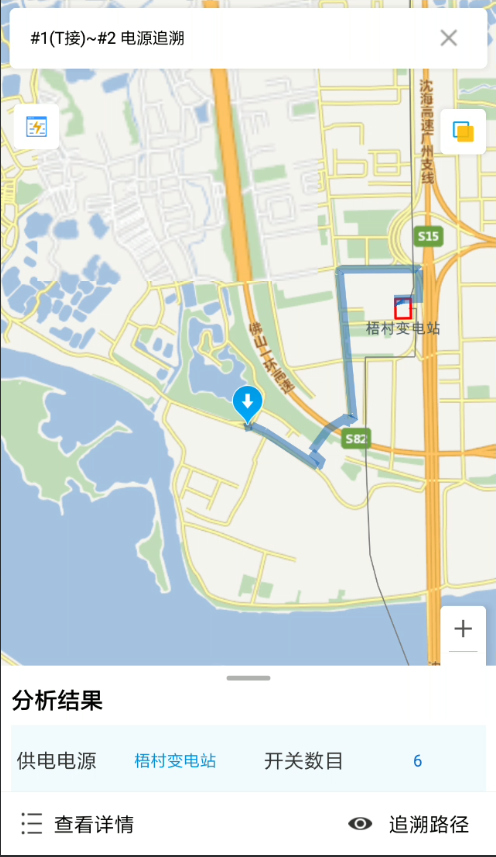 #1(T接)~#2 电源追溯
沈海高速广州支线
S15
梧村变电站
佛山一环高速
S82
分析结果
供电电源 梧村变电站 开关数目 6
查看详情 追溯路径